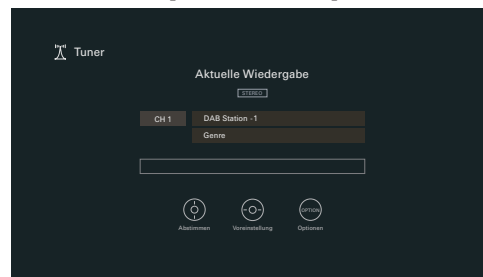 Tuner
Aktuelle Wiedergabe
STEREO
CH 1
DAB Station -1
Genre
OPTION
Abstimmen Voreinstellung Optionen